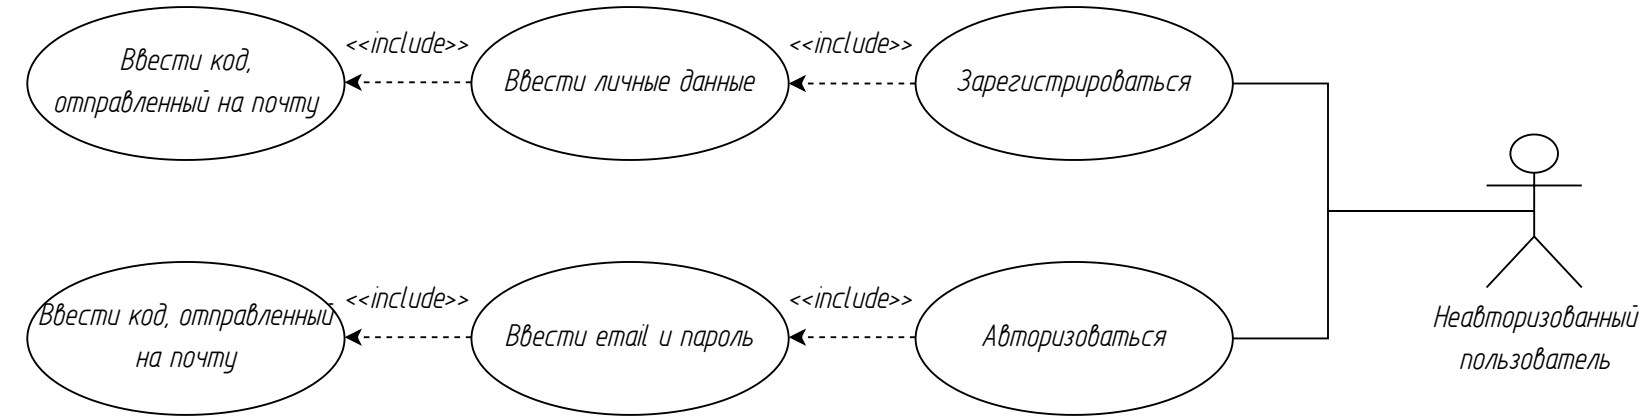 Ввести код,
отправленный на почту
<<include>>
Ввести личные данные
<<include>>
Зарегистрироваться
Ввести код, отправленный
на почту
<<include>>
Ввести email и пароль
<<include>>
Авторизоваться
Неавторизованный
пользователь